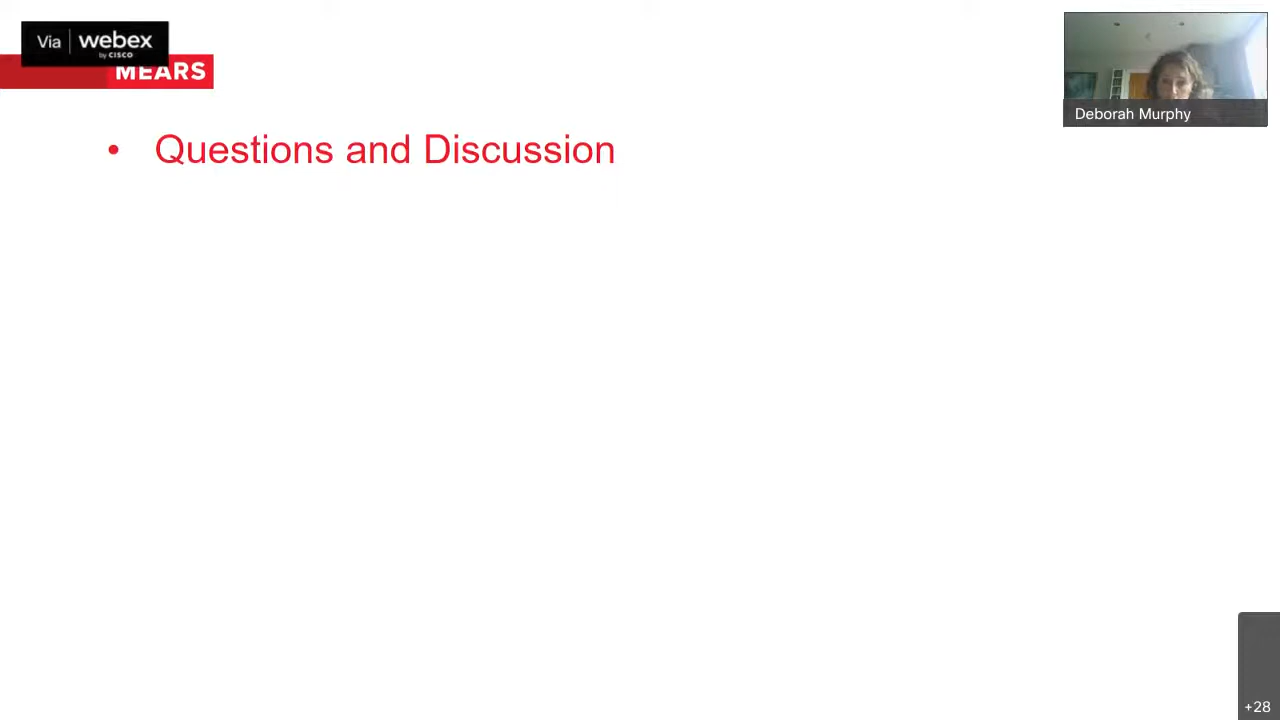 Via webex
by CISCO
MEARS
Deborah Murphy
• Questions and Discussion
+28